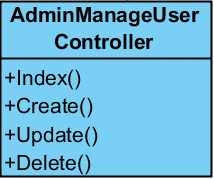 AdminManageUser
Controller
+Index()
+Create()
+Update()
+Delete()